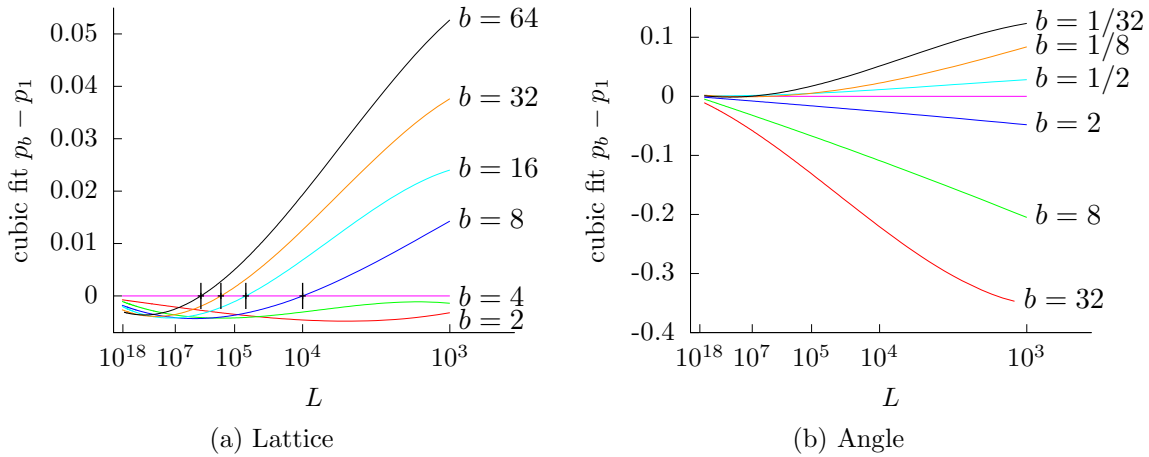 cubic fit p_b − p_1
0.05
0.04
0.03
0.02
0.01
0
10^18
10^7
10^5
10^4
10^3
L
b = 64
b = 32
b = 16
b = 8
b = 4
b = 2
(a) Lattice
cubic fit p_b − p_1
0.1
0
-0.1
-0.2
-0.3
-0.4
10^18
10^7
10^5
10^4
10^3
L
b = 1/32
b = 1/8
b = 1/2
b = 2
b = 8
b = 32
(b) Angle